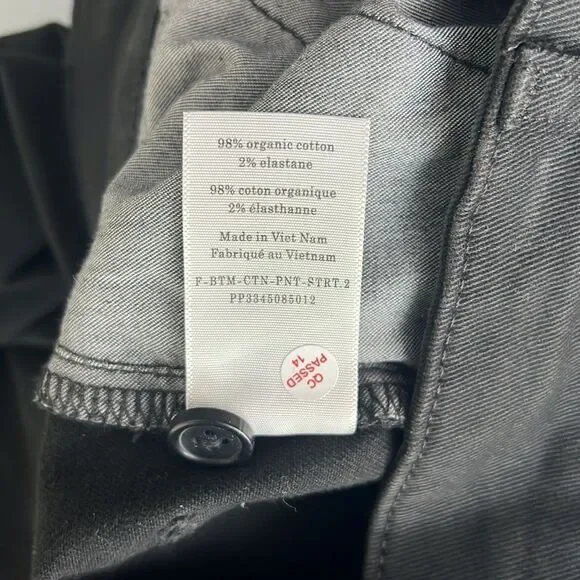 98% organic cotton
2% elastane
98% coton organique
2% élasthanne
Made in Viet Nam
Fabriqué au Vietnam
F-BTM-CTN-PNT-STRT.2
PP3345085012
QC
PASSED
14